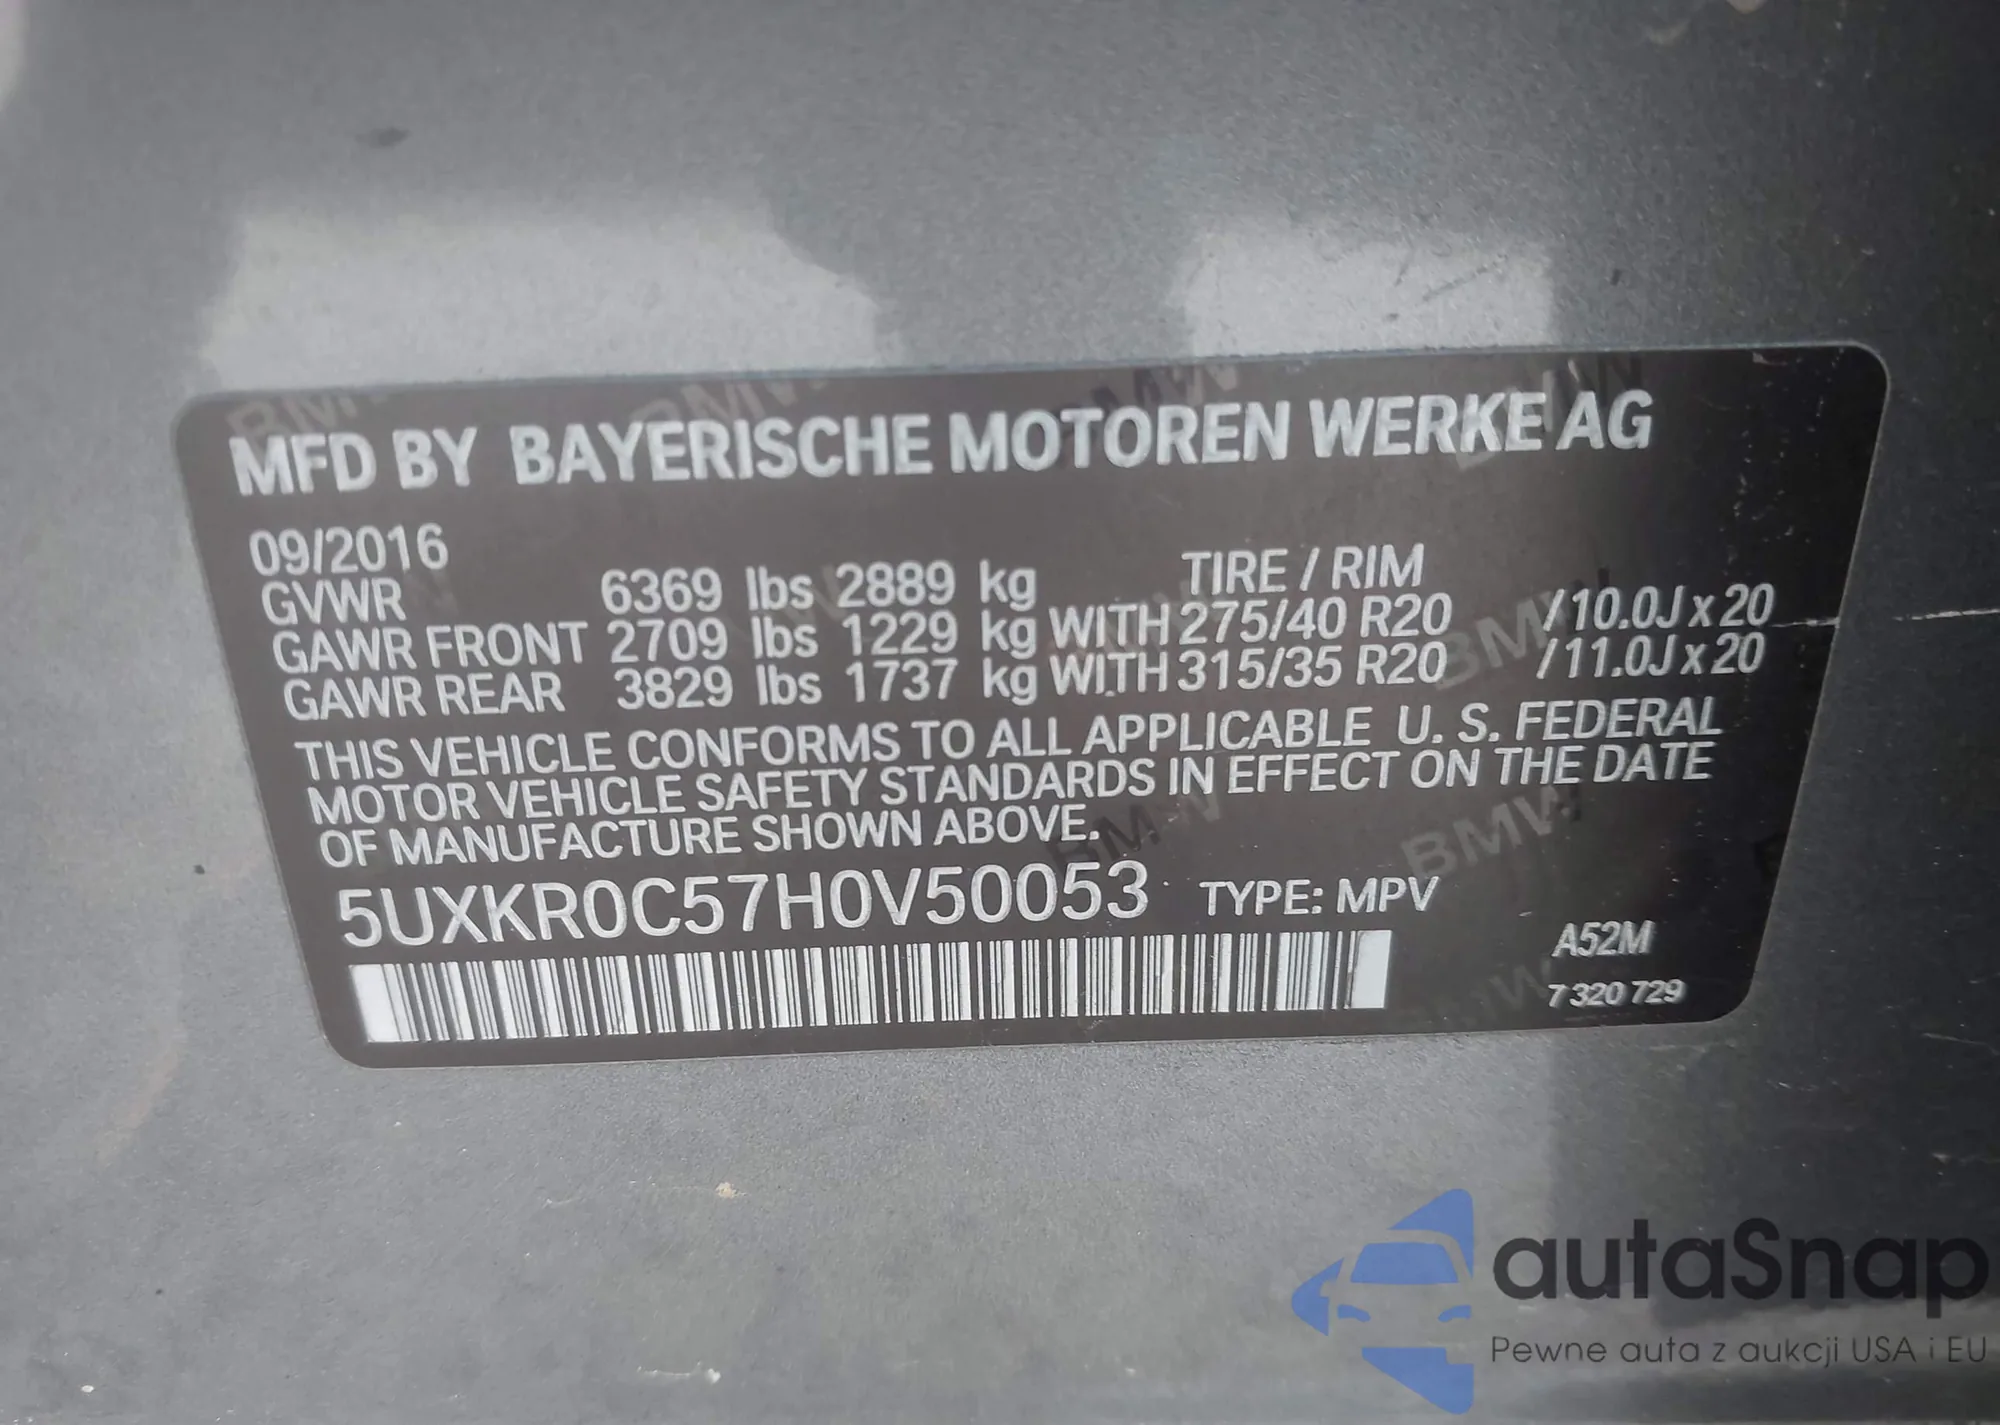 MFD BY BAYERISCHE MOTOREN WERKE AG
09/2016
GVWR 6369 lbs 2889 kg TIRE / RIM
GAWR FRONT 2709 lbs 1229 kg WITH 275/40 R20 /10.0J x 20
GAWR REAR 3829 lbs 1737 kg WITH 315/35 R20 /11.0J x 20
THIS VEHICLE CONFORMS TO ALL APPLICABLE U. S. FEDERAL
MOTOR VEHICLE SAFETY STANDARDS IN EFFECT ON THE DATE
OF MANUFACTURE SHOWN ABOVE.
5UXKR0C57H0V50053 TYPE: MPV
A52M
7 320 729
autaSnap
Pewne auta z aukcji USA i EU